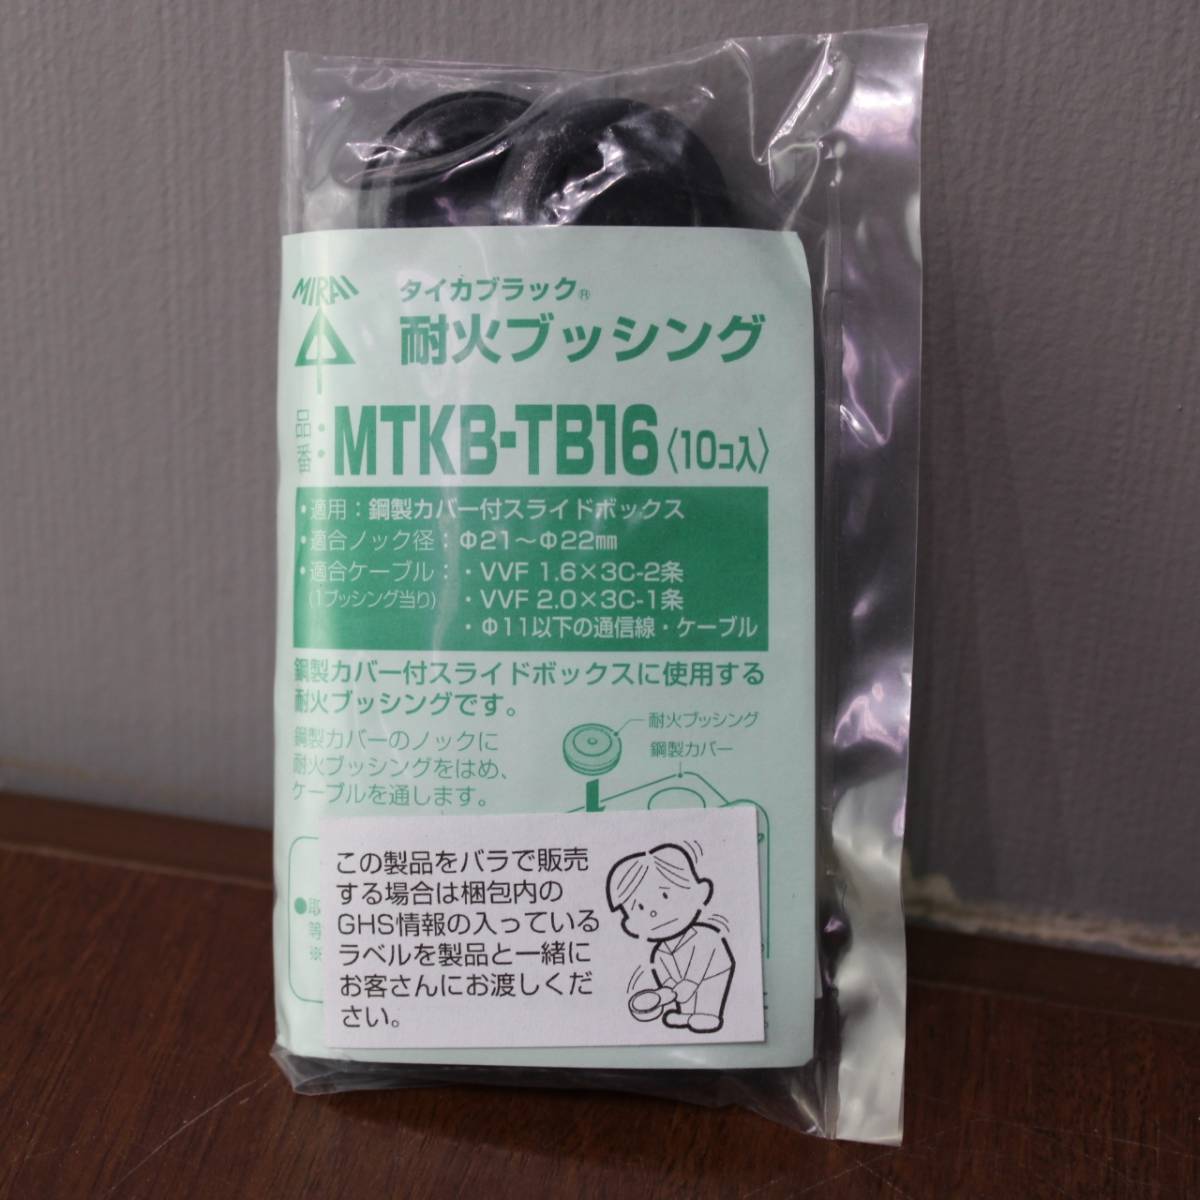 MIRAI
タイカブラック®
耐火ブッシング
品番：MTKB-TB16〈10コ入〉
・適用：鋼製カバー付スライドボックス
・適合ノック径：Φ21〜Φ22㎜
・適合ケーブル：・VVF 1.6×3C-2条
(1ブッシング当り)　・VVF 2.0×3C-1条
・Φ11以下の通信線・ケーブル
鋼製カバー付スライドボックスに使用する
耐火ブッシングです。
鋼製カバーのノックに
耐火ブッシングをはめ、
ケーブルを通します。
耐火ブッシング
鋼製カバー
●取
等
※
この製品をバラで販売
する場合は梱包内の
GHS情報の入っている
ラベルを製品と一緒に
お客さんにお渡しくだ
さい。